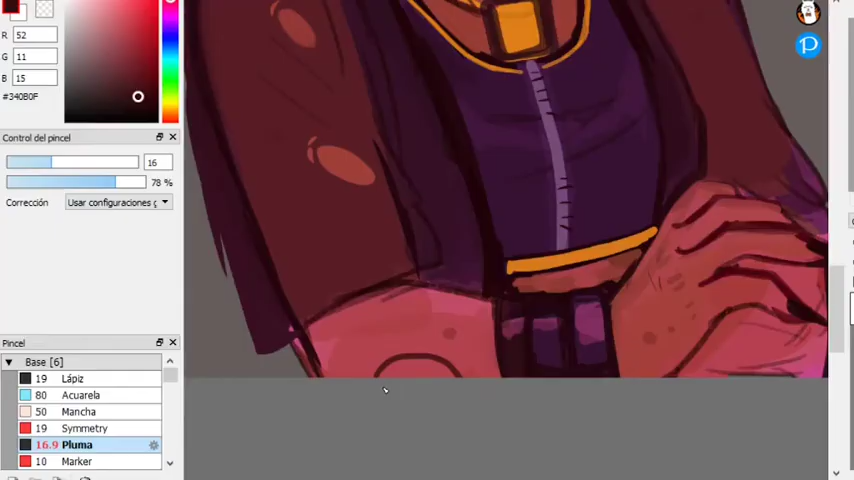 R 52
G 11
B 15
#340B0F
Control del pincel
16
78 %
Corrección Usar configuraciones g
Pincel
Base [6]
19 Lápiz
80 Acuarela
50 Mancha
19 Symmetry
16.9 Pluma
10 Marker